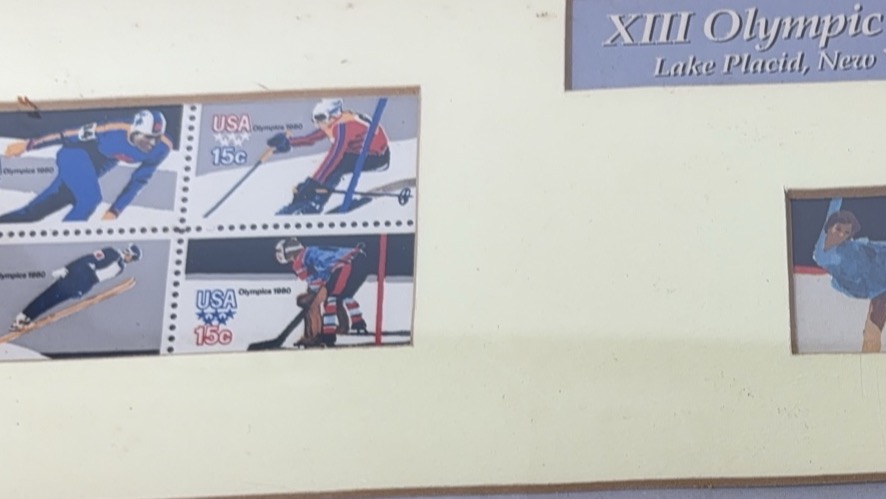 XIII Olympic
Lake Placid, New
Olympics 1980
USA Olympics 1980
15c
Olympics 1980
USA Olympics 1980
15c